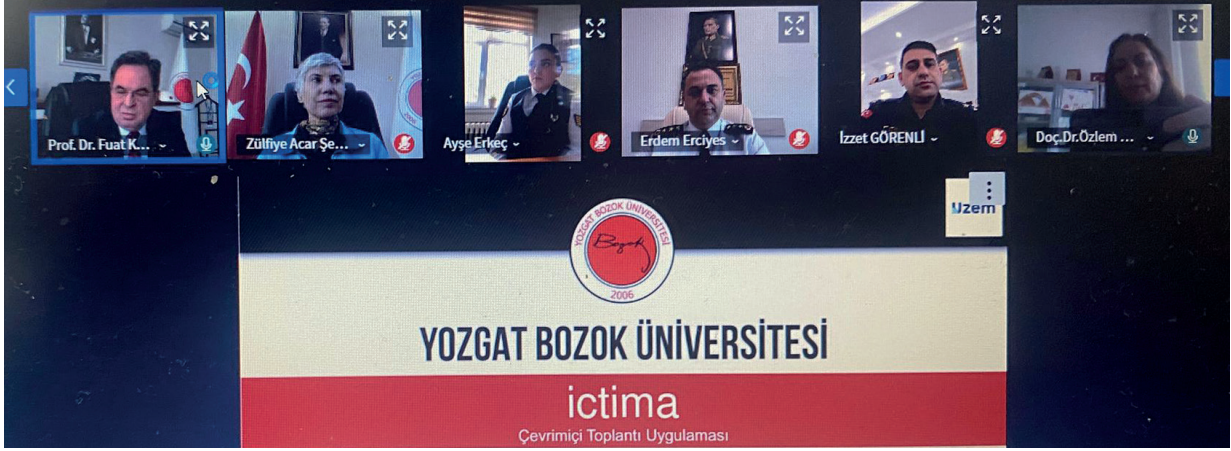 Prof. Dr. Fuat K...
Zülfiye Acar Şe...
Ayşe Erkeç
Erdem Erciyes
İzzet GÖRENLİ
Doç.Dr.Özlem ...
Uzem
YOZGAT BOZOK ÜNİVERSİTESİ
Bozok
2006
YOZGAT BOZOK ÜNİVERSİTESİ
ictima
Çevrimiçi Toplantı Uygulaması